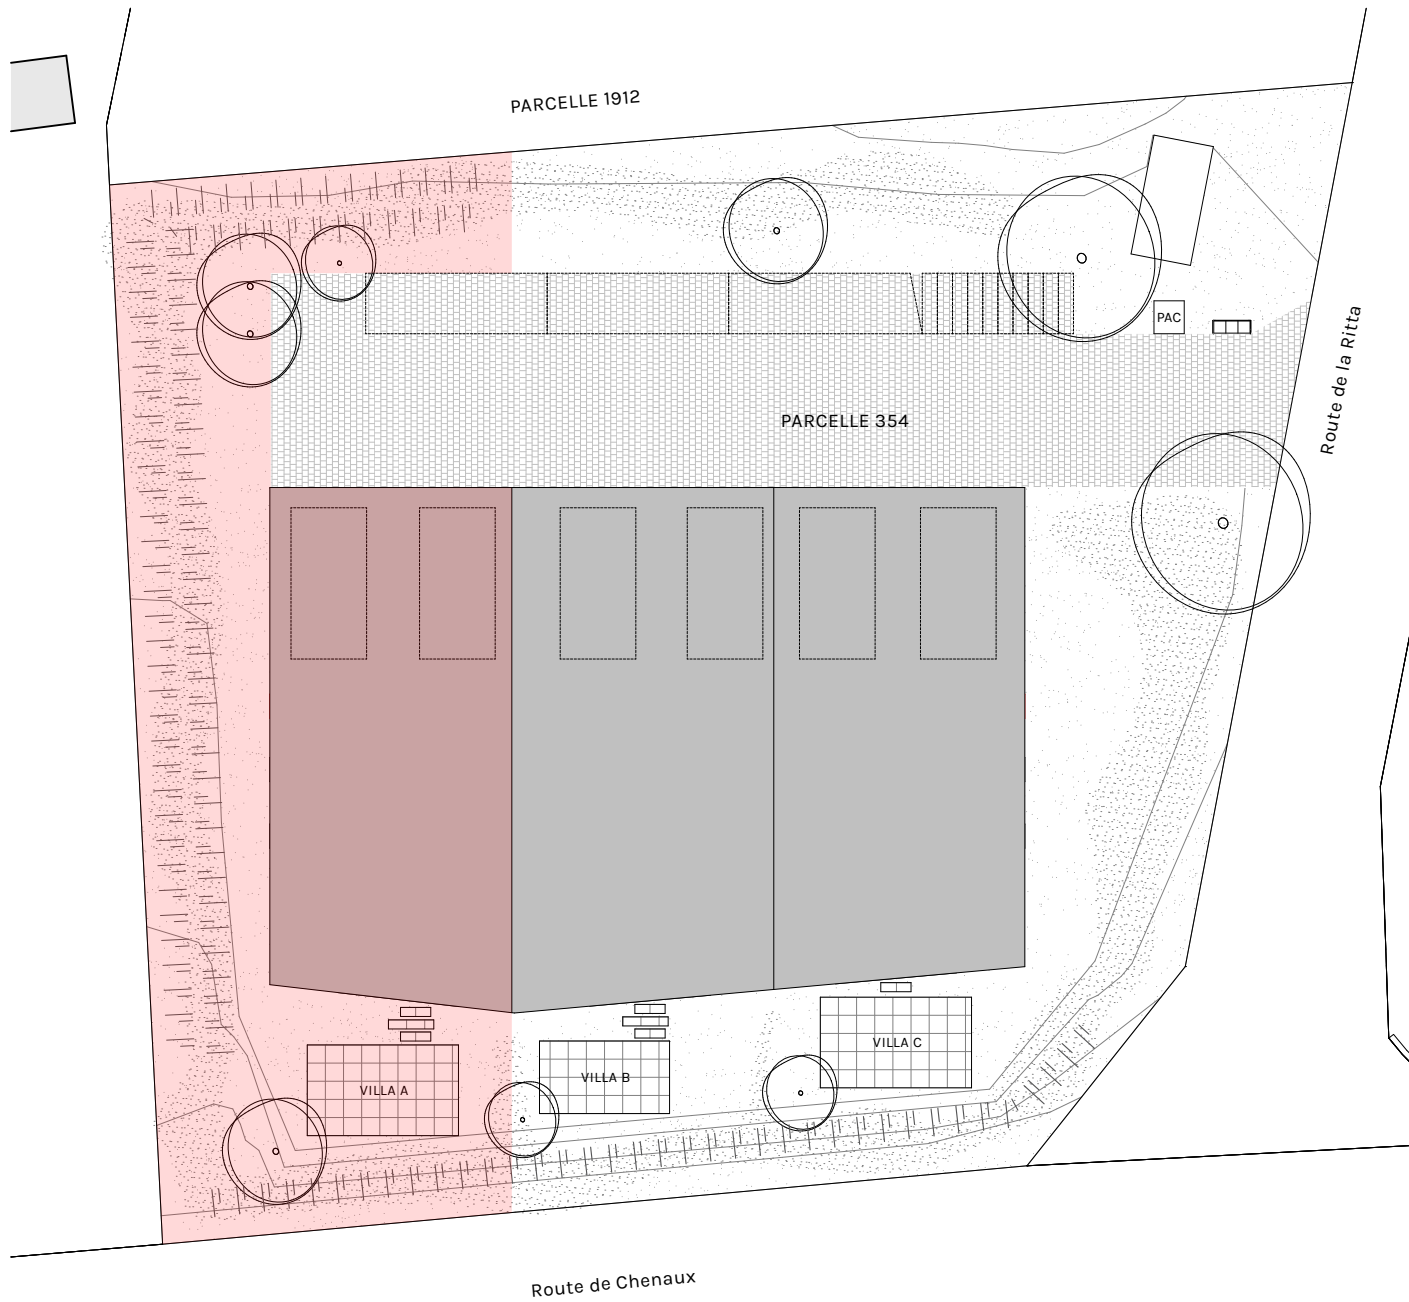 PARCELLE 1912
PAC
Route de la Ritta
PARCELLE 354
VILLA C
VILLA B
VILLA A
Route de Chenaux